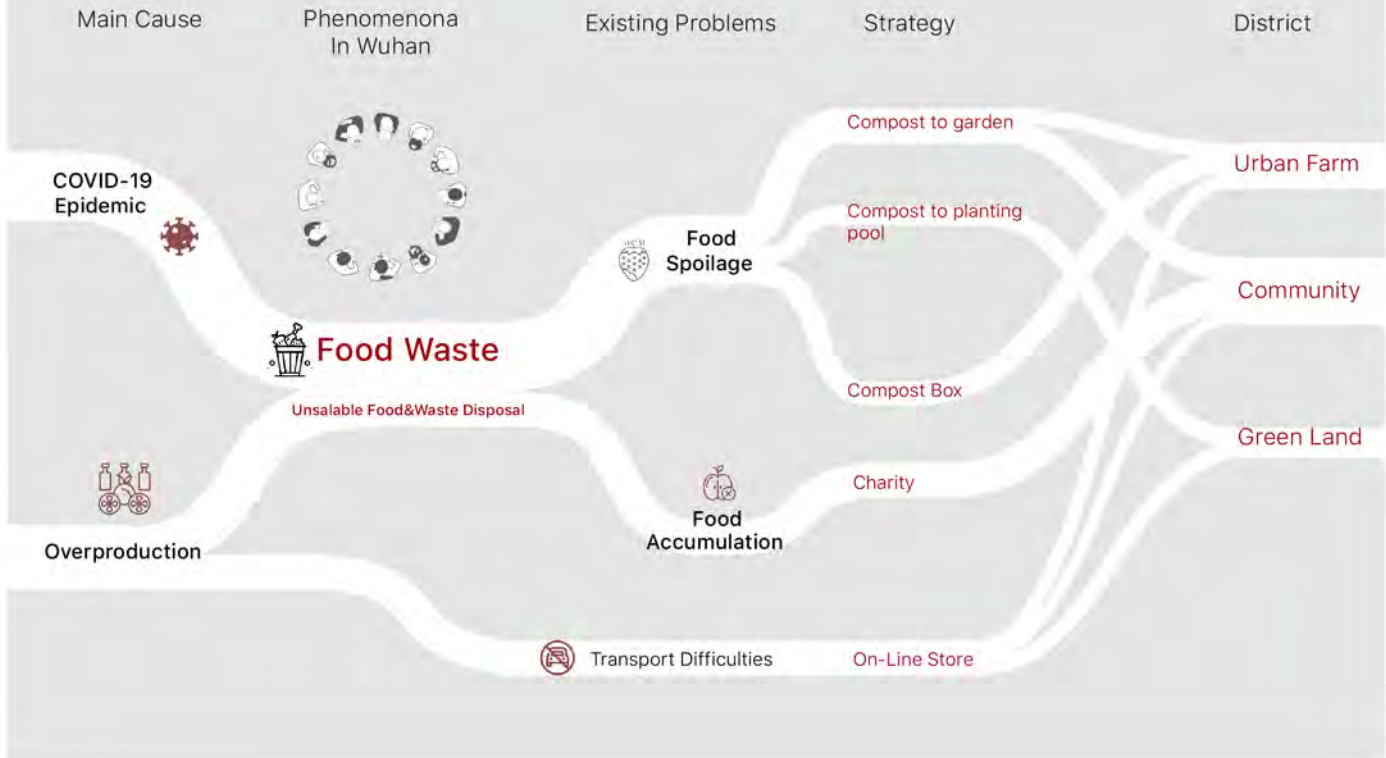 Main Cause
Phenomenona
In Wuhan
Existing Problems
Strategy
District
COVID-19
Epidemic
Food Waste
Unsalable Food&Waste Disposal
Overproduction
Food
Spoilage
Food
Accumulation
Transport Difficulties
Compost to garden
Compost to planting
pool
Compost Box
Charity
On-Line Store
Urban Farm
Community
Green Land